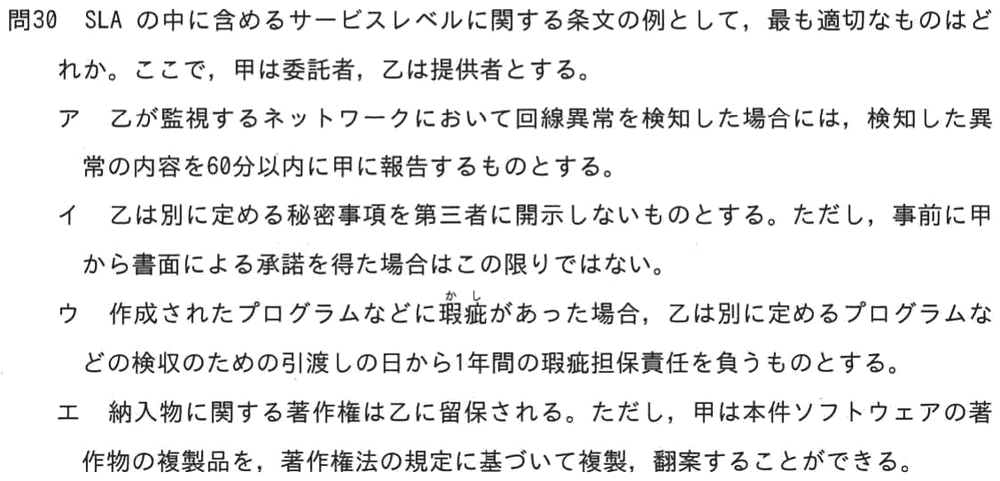 問30 SLA の中に含めるサービスレベルに関する条文の例として，最も適切なものはど
れか。ここで，甲は委託者，乙は提供者とする。
ア 乙が監視するネットワークにおいて回線異常を検知した場合には，検知した異
常の内容を60分以内に甲に報告するものとする。
イ 乙は別に定める秘密事項を第三者に開示しないものとする。ただし，事前に甲
から書面による承諾を得た場合はこの限りではない。
かし
ウ 作成されたプログラムなどに瑕疵があった場合，乙は別に定めるプログラムな
どの検収のための引渡しの日から1年間の瑕疵担保責任を負うものとする。
エ 納入物に関する著作権は乙に留保される。ただし，甲は本件ソフトウェアの著
作物の複製品を，著作権法の規定に基づいて複製，翻案することができる。